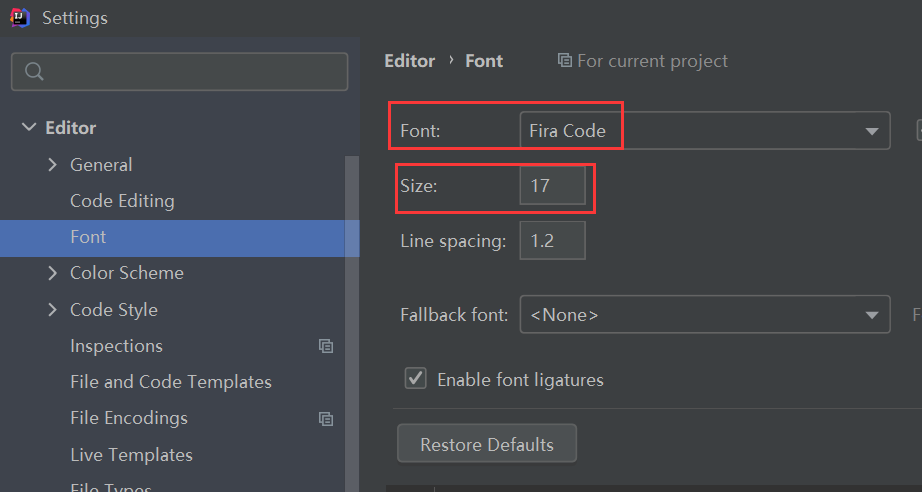 Settings
Editor › Font For current project
Editor
General
Code Editing
Font
Color Scheme
Code Style
Inspections
File and Code Templates
File Encodings
Live Templates
File Types
Font: Fira Code
Size: 17
Line spacing: 1.2
Fallback font: <None>
Enable font ligatures
Restore Defaults